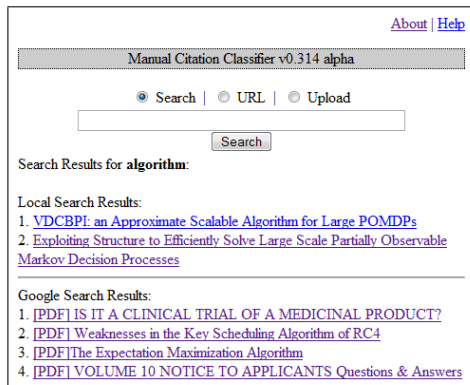 About | Help
Manual Citation Classifier v0.314 alpha
Search | URL | Upload
Search
Search Results for algorithm:
Local Search Results:
1. VDCBPI: an Approximate Scalable Algorithm for Large POMDPs
2. Exploiting Structure to Efficiently Solve Large Scale Partially Observable
Markov Decision Processes
Google Search Results:
1. [PDF] IS IT A CLINICAL TRIAL OF A MEDICINAL PRODUCT?
2. [PDF] Weaknesses in the Key Scheduling Algorithm of RC4
3. [PDF]The Expectation Maximization Algorithm
4. [PDF] VOLUME 10 NOTICE TO APPLICANTS Questions & Answers